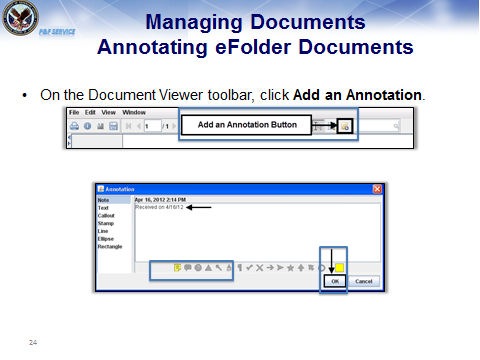 P&F SERVICE
Managing Documents
Annotating eFolder Documents
• On the Document Viewer toolbar, click Add an Annotation.
File Edit View Window
1 / 1
Add an Annotation Button
Annotation
Note
Apr 16, 2012 2:14 PM
Text
Received on 4/16/12
Callout
Stamp
Line
Ellipse
Rectangle
OK
Cancel
24